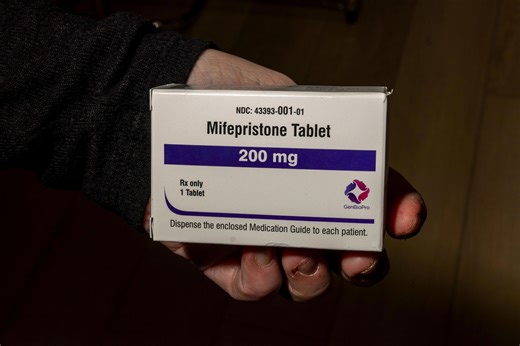 NDC: 43393-001-01
Mifepristone Tablet
200 mg
Rx only
1 Tablet
GenBioPro
Dispense the enclosed Medication Guide to each patient.